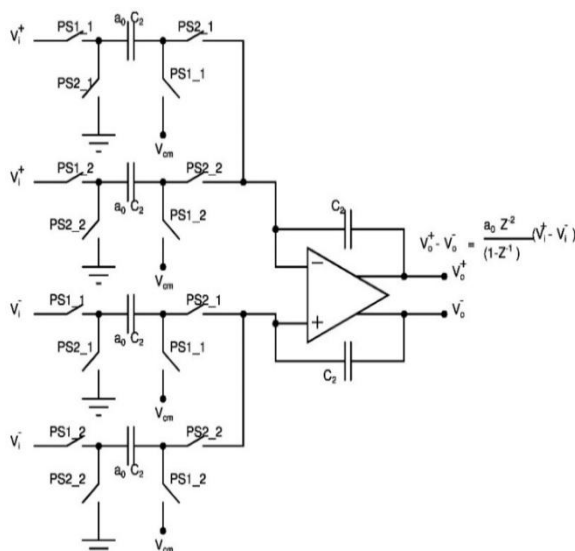 V_i^+ PS1_1 a_0 C_2 PS2_1
PS2_1 PS1_1
V_cm
V_i^+ PS1_2 PS2_2
a_0 C_2
PS2_2 PS1_2
V_cm
C_2
V_o^+ - V_o^- = a_0 Z^-2 / (1-Z^-1) (V_i^+ - V_i^-)
−
V_o^+
+
V_o^-
C_2
V_i^- PS1_1 PS2_1
a_0 C_2
PS2_1 PS1_1
V_cm
V_i^- PS1_2 PS2_2
a_0 C_2
PS2_2 PS1_2
V_cm